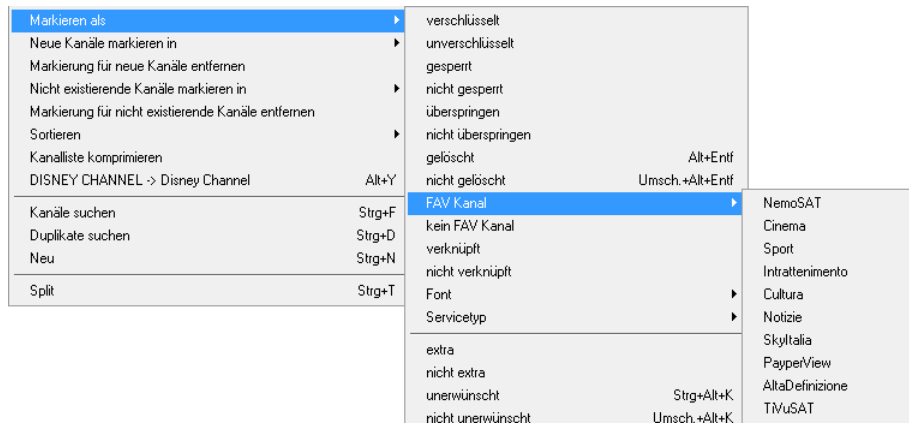 Markieren als
Neue Kanäle markieren in
Markierung für neue Kanäle entfernen
Nicht existierende Kanäle markieren in
Markierung für nicht existierende Kanäle entfernen
Sortieren
Kanalliste komprimieren
DISNEY CHANNEL -> Disney Channel Alt+Y
Kanäle suchen Strg+F
Duplikate suchen Strg+D
Neu Strg+N
Split Strg+T
verschlüsselt
unverschlüsselt
gesperrt
nicht gesperrt
überspringen
nicht überspringen
gelöscht Alt+Entf
nicht gelöscht Umsch.+Alt+Entf
FAV Kanal
kein FAV Kanal
verknüpft
nicht verknüpft
Font
Servicetyp
extra
nicht extra
unerwünscht Strg+Alt+K
nicht unerwünscht Umsch.+Alt+K
NemoSAT
Cinema
Sport
Intrattenimento
Cultura
Notizie
SkyItalia
PayperView
AltaDefinizione
TiVuSAT